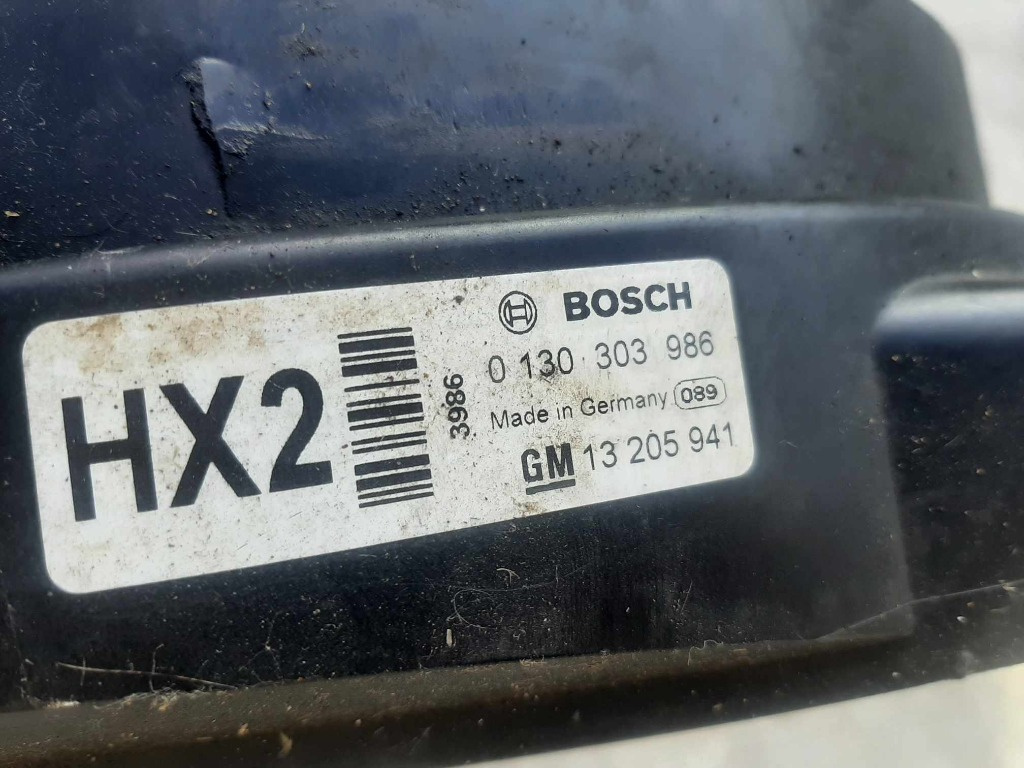 HX2
3986
BOSCH
0 130 303 986
Made in Germany 089
GM 13 205 941